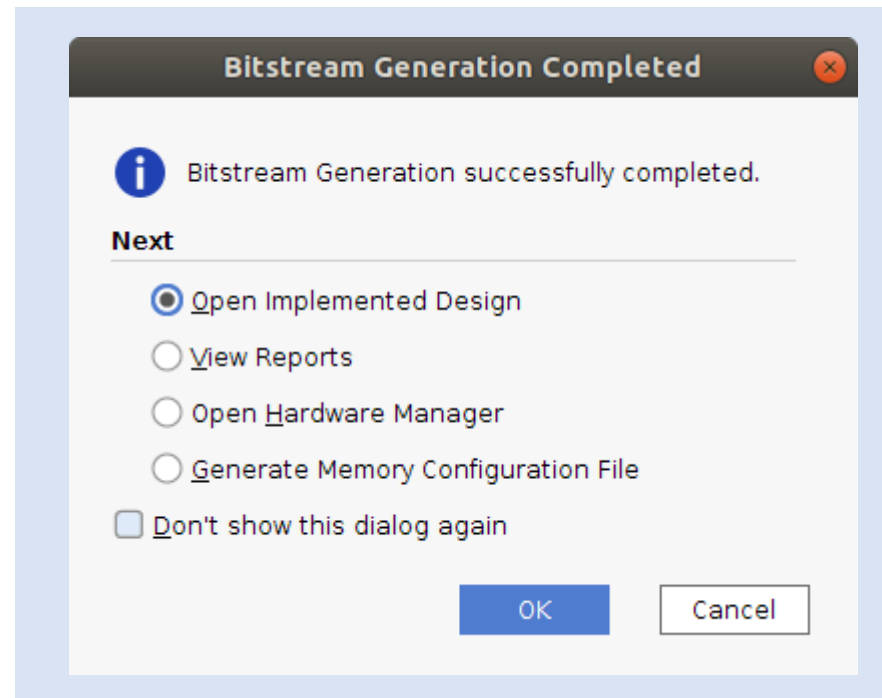 Bitstream Generation Completed
Bitstream Generation successfully completed.
Next
Open Implemented Design
View Reports
Open Hardware Manager
Generate Memory Configuration File
Don't show this dialog again
OK
Cancel